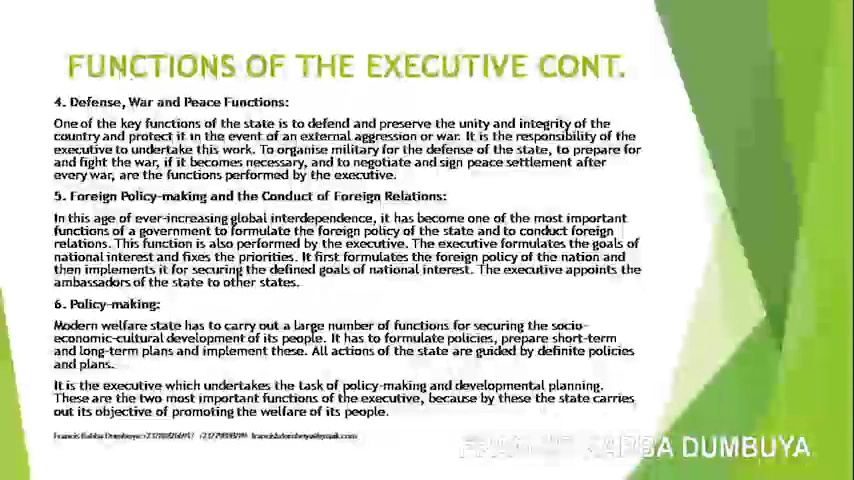 FUNCTIONS OF THE EXECUTIVE CONT.
4. Defense, War and Peace Functions:
One of the key functions of the state is to defend and preserve the unity and integrity of the
country and protect it in the event of an external aggression or war. It is the responsibility of the
executive to undertake this work. To organise military for the defense of the state, to prepare for
and fight the war, if it becomes necessary, and to negotiate and sign peace settlement after
every war, are the functions performed by the executive.
5. Foreign Policy-making and the Conduct of Foreign Relations:
In this age of ever-increasing global interdependence, it has become one of the most important
functions of a government to formulate the foreign policy of the state and to conduct foreign
relations. This function is also performed by the executive. The executive formulates the goals of
national interest and fixes the priorities. It first formulates the foreign policy of the nation and
then implements it for securing the defined goals of national interest. The executive appoints the
ambassadors of the state to other states.
6. Policy-making:
Modern welfare state has to carry out a large number of functions for securing the socio-
economic-cultural development of its people. It has to formulate policies, prepare short-term
and long-term plans and implement these. All actions of the state are guided by definite policies
and plans.
It is the executive which undertakes the task of policy-making and developmental planning.
These are the two most important functions of the executive, because by these the state carries
out its objective of promoting the welfare of its people.
DUMBUYA